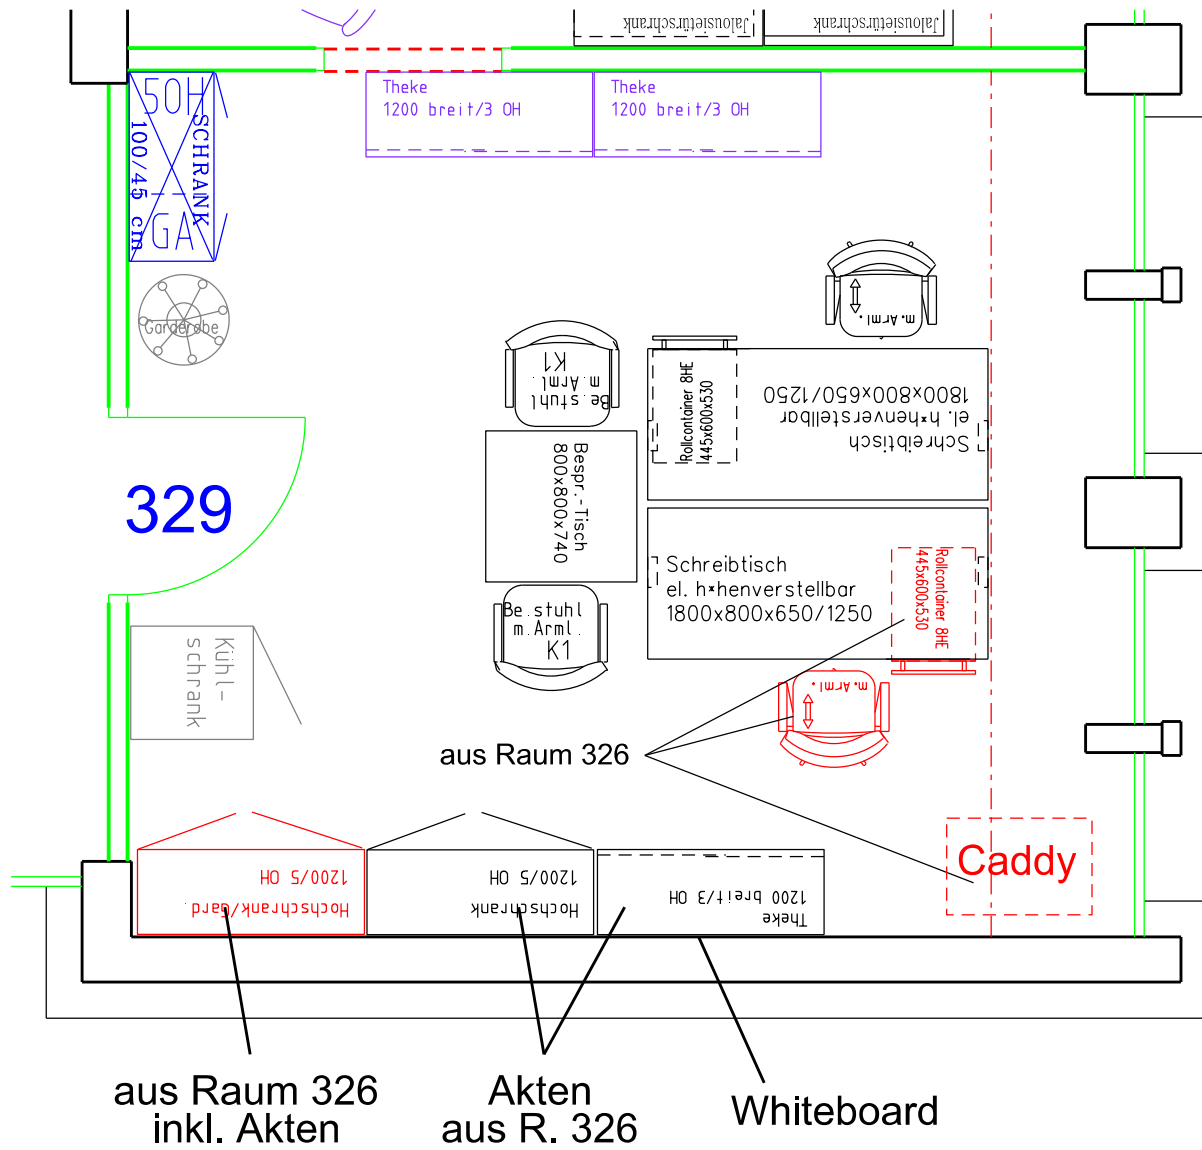 Jalousietürschrank
Jalousietürschrank
Theke
1200 breit/3 OH
Theke
1200 breit/3 OH
5OH
SCHRANK
100/45 cm
GA
Garderobe
m.Arml.
K1
m.Arml.
Be.stuhl
Rollcontainer 8HE
445x600x530
Schreibtisch
el. h*henverstellbar
1800x800x650/1250
Bespr.-Tisch
800x800x740
329
Schreibtisch
el. h*henverstellbar
1800x800x650/1250
Rollcontainer 8HE
445x600x530
Be.stuhl
m.Arml.
K1
Kühl-
schrank
m.Arml.
aus Raum 326
Caddy
Hochschrank/Gard.
1200/5 OH
Hochschrank
1200/5 OH
Theke
1200 breit/3 OH
aus Raum 326
inkl. Akten
Akten
aus R. 326
Whiteboard